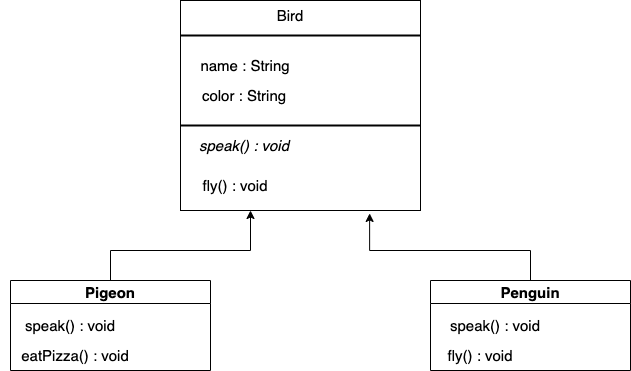 Bird
name : String
color : String
speak() : void
fly() : void
Pigeon
speak() : void
eatPizza() : void
Penguin
speak() : void
fly() : void